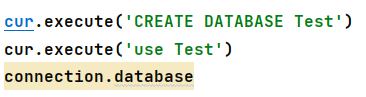 cur.execute('CREATE DATABASE Test')
cur.execute('use Test')
connection.database